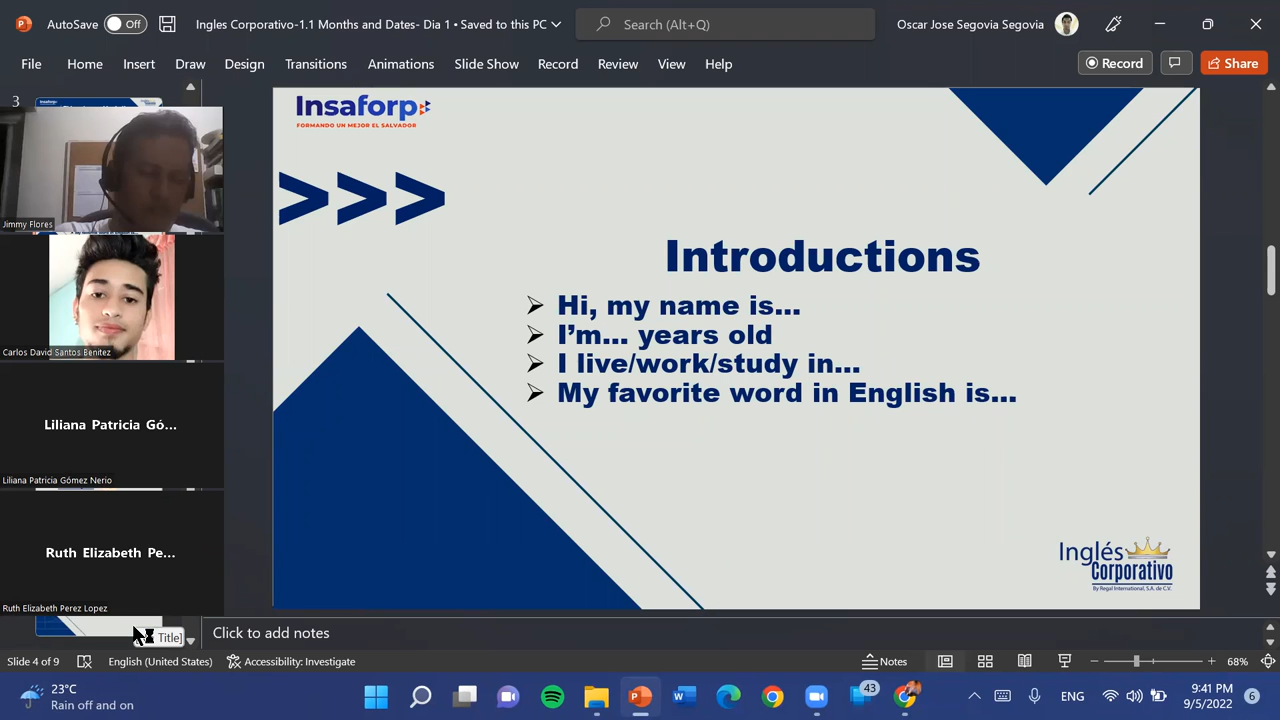 AutoSave Off
Ingles Corporativo-1.1 Months and Dates- Dia 1 • Saved to this PC
Search (Alt+Q)
Oscar Jose Segovia Segovia
File Home Insert Draw Design Transitions Animations Slide Show Record Review View Help
Record
Share
3
Insaforp
FORMANDO UN MEJOR EL SALVADOR
>>>
Introductions
Hi, my name is...
I'm... years old
I live/work/study in...
My favorite word in English is...
Inglés
Corporativo
By Regal International, S.A. de C.V.
Jimmy Flores
Carlos David Santos Benitez
Liliana Patricia Gó...
Liliana Patricia Gómez Nerio
Ruth Elizabeth Pe...
Ruth Elizabeth Perez Lopez
Title]
Click to add notes
Slide 4 of 9
English (United States)
Accessibility: Investigate
Notes
68%
23°C
Rain off and on
43
ENG
9:41 PM
9/5/2022
6